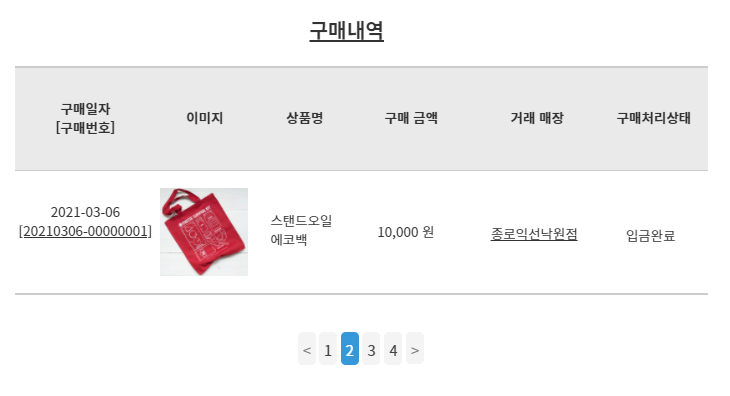 구매내역
구매일자
[구매번호]
이미지
상품명
구매 금액
거래 매장
구매처리상태
2021-03-06
[20210306-00000001]
스탠드오일
에코백
10,000 원
종로익선낙원점
입금완료
< 1 2 3 4 >